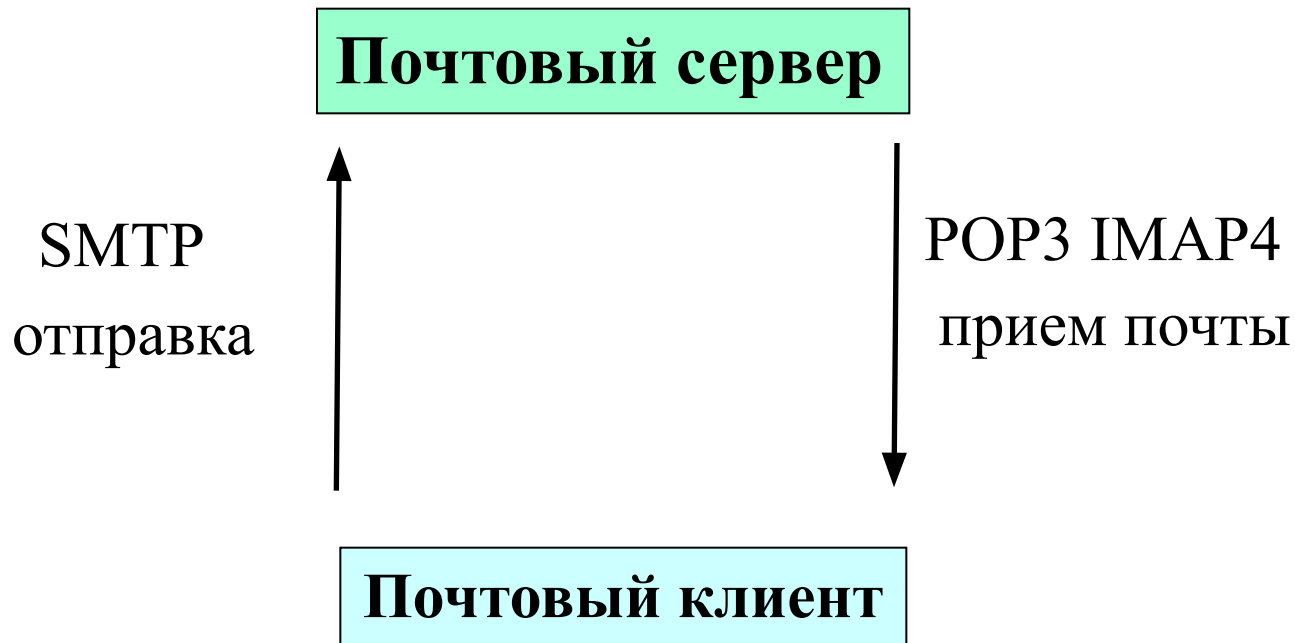 Почтовый сервер
SMTP
отправка
POP3 IMAP4
прием почты
Почтовый клиент